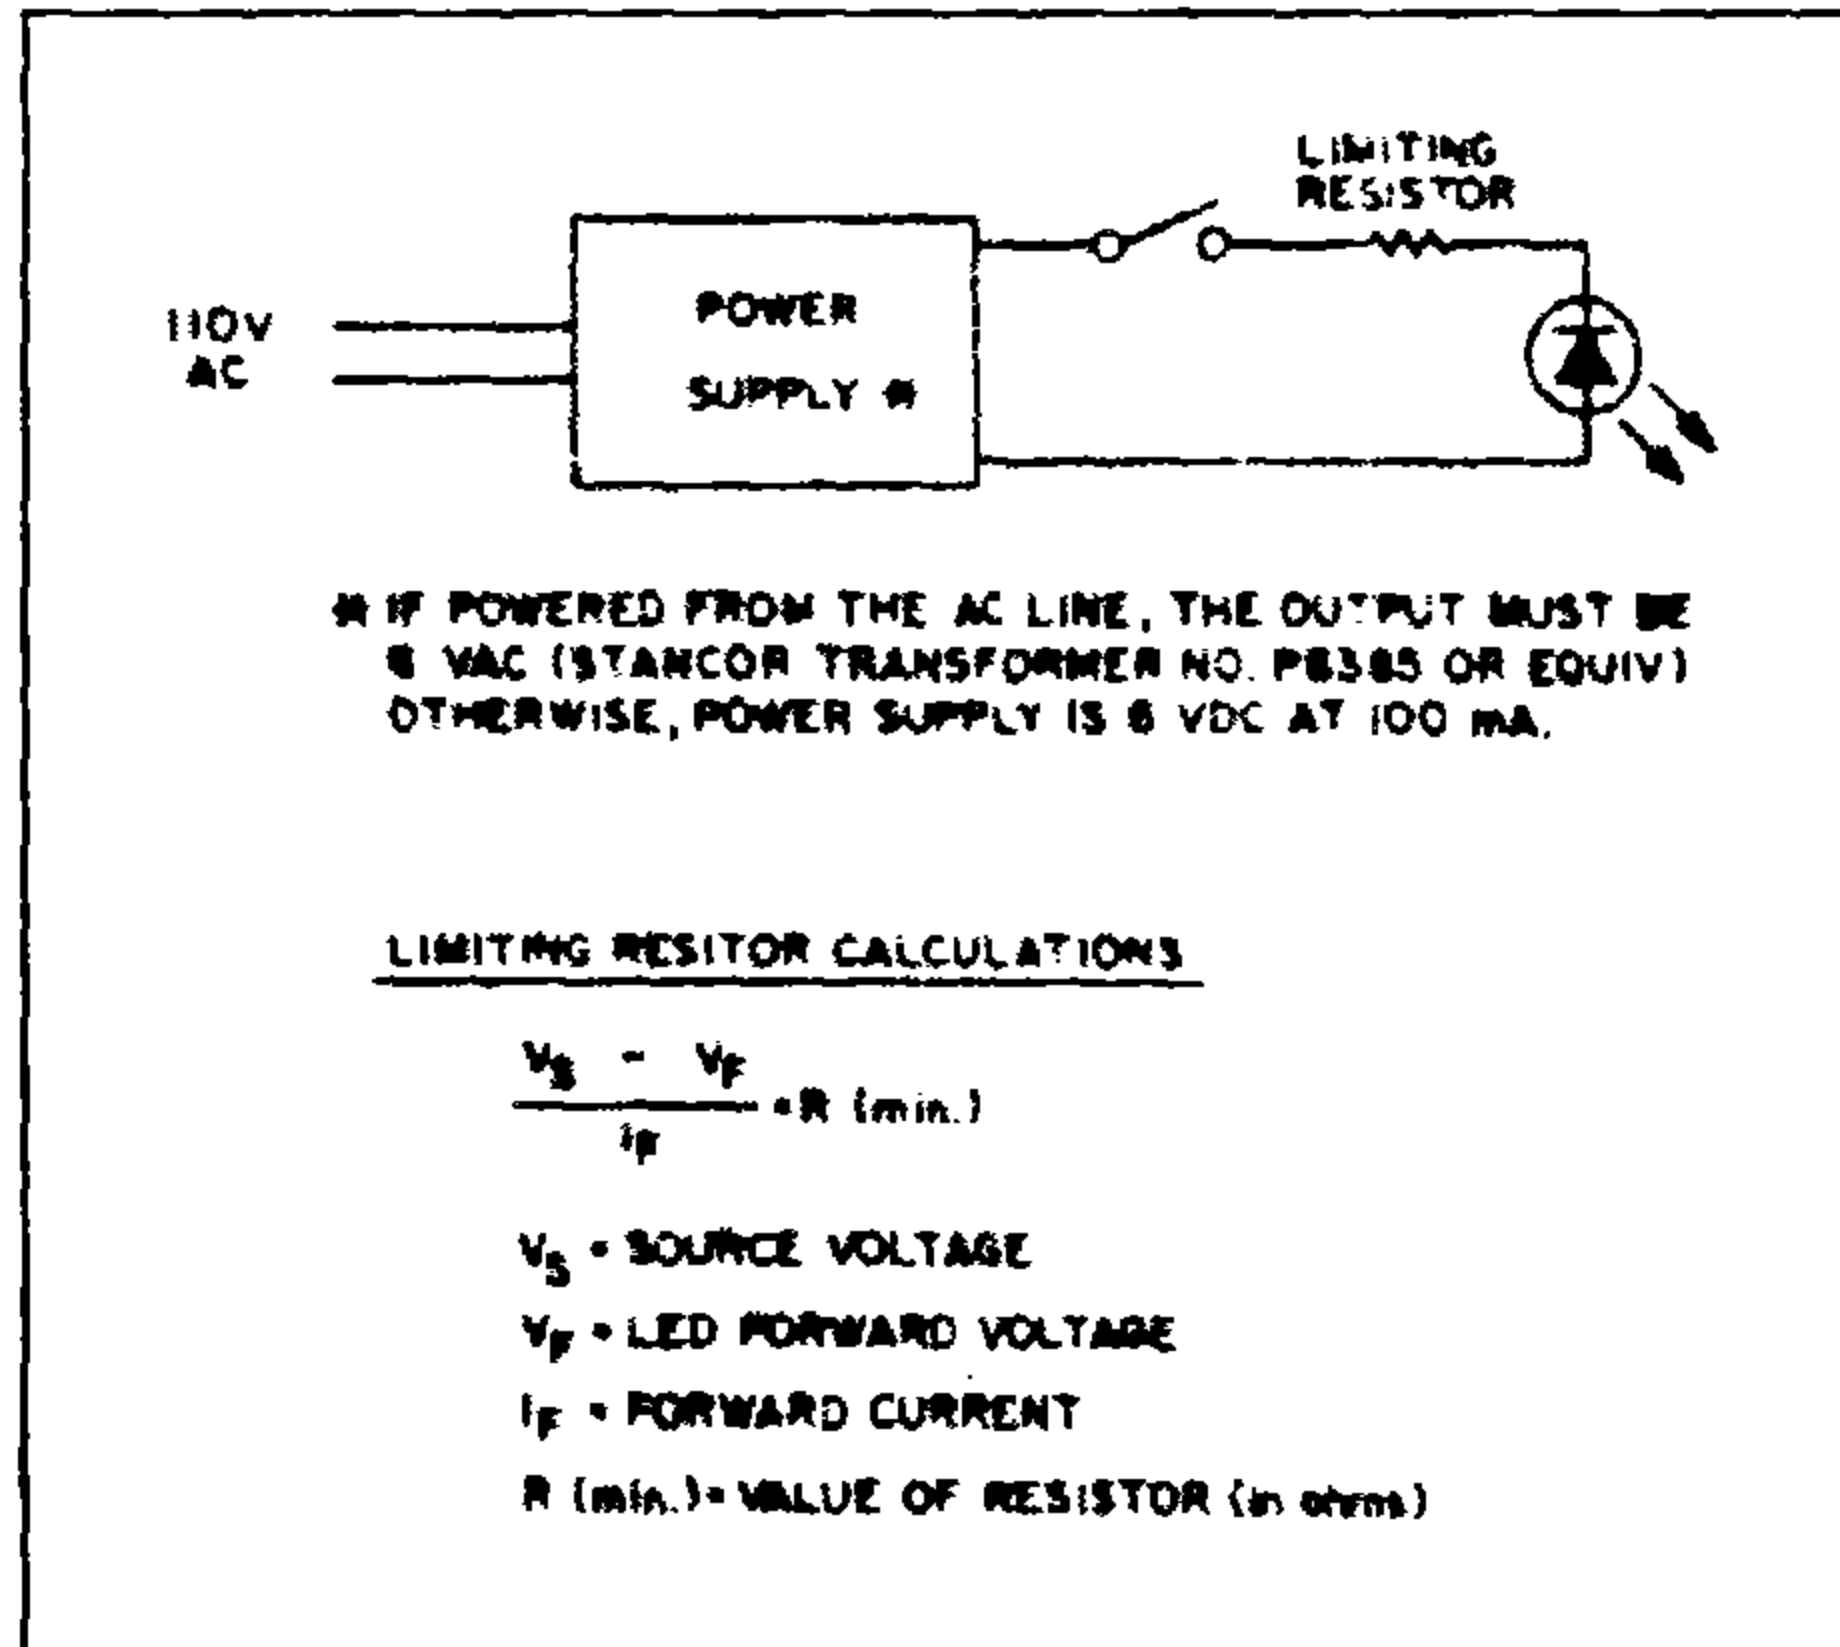 LIMITING
RESISTOR
110V
AC
POWER
SUPPLY *
* IF POWERED FROM THE AC LINE, THE OUTPUT MUST BE
6 VAC (STANCOR TRANSFORMER NO. P8385 OR EQUIV)
OTHERWISE, POWER SUPPLY IS 6 VDC AT 100 mA.
LIMITING RESITOR CALCULATIONS
VS - VF
= R (min.)
IF
VS = SOURCE VOLTAGE
VF = LED FORWARD VOLTAGE
IF = FORWARD CURRENT
R (min.) = VALUE OF RESISTOR (in ohms)